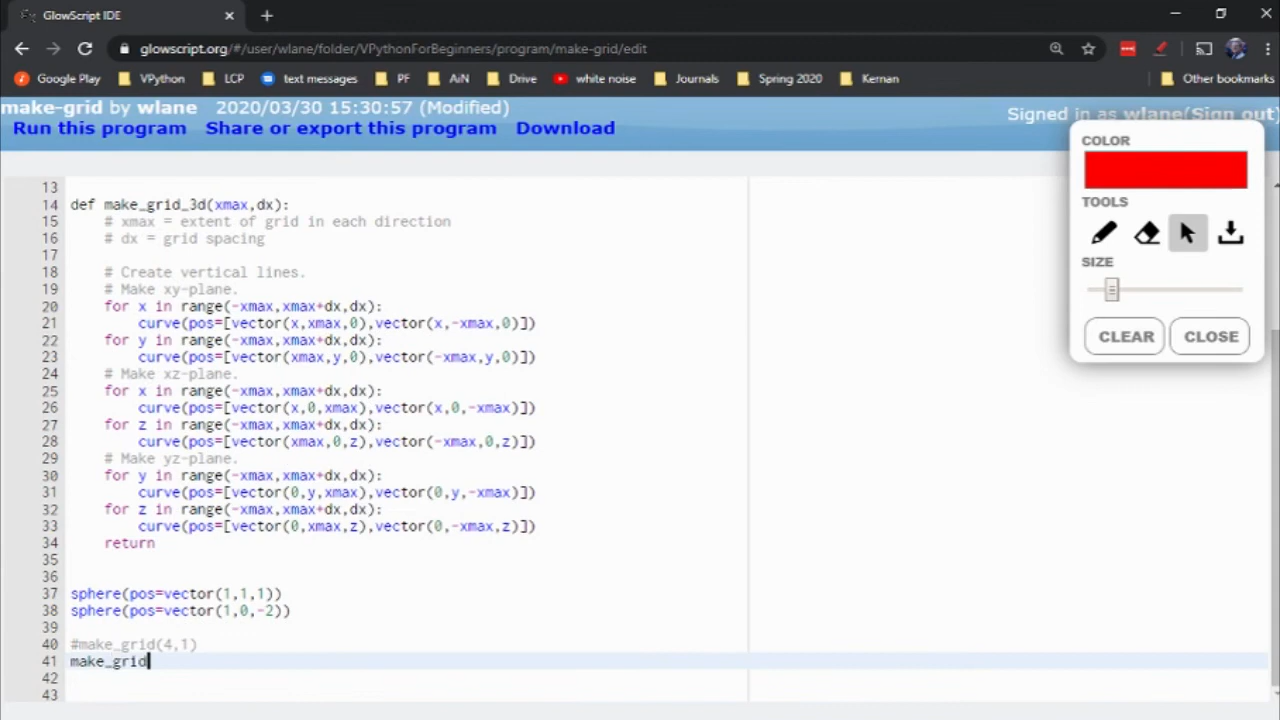 GlowScript IDE
glowscript.org/#/user/wlane/folder/VPythonForBeginners/program/make-grid/edit
Google Play VPython LCP text messages PF AiN Drive white noise Journals Spring 2020 Kernan Other bookmarks
make-grid by wlane 2020/03/30 15:30:57 (Modified) Signed in as wlane(Sign out)
Run this program Share or export this program Download
COLOR
TOOLS
SIZE
CLEAR CLOSE
13
14 def make_grid_3d(xmax,dx):
15 # xmax = extent of grid in each direction
16 # dx = grid spacing
17
18 # Create vertical lines.
19 # Make xy-plane.
20 for x in range(-xmax,xmax+dx,dx):
21 curve(pos=[vector(x,xmax,0),vector(x,-xmax,0)])
22 for y in range(-xmax,xmax+dx,dx):
23 curve(pos=[vector(xmax,y,0),vector(-xmax,y,0)])
24 # Make xz-plane.
25 for x in range(-xmax,xmax+dx,dx):
26 curve(pos=[vector(x,0,xmax),vector(x,0,-xmax)])
27 for z in range(-xmax,xmax+dx,dx):
28 curve(pos=[vector(xmax,0,z),vector(-xmax,0,z)])
29 # Make yz-plane.
30 for y in range(-xmax,xmax+dx,dx):
31 curve(pos=[vector(0,y,xmax),vector(0,y,-xmax)])
32 for z in range(-xmax,xmax+dx,dx):
33 curve(pos=[vector(0,xmax,z),vector(0,-xmax,z)])
34 return
35
36
37 sphere(pos=vector(1,1,1))
38 sphere(pos=vector(1,0,-2))
39
40 #make_grid(4,1)
41 make_grid
42
43